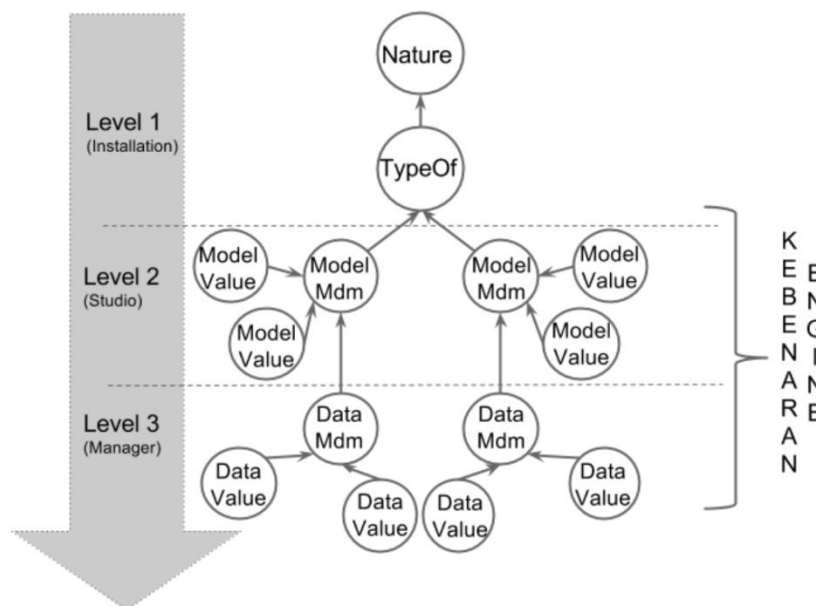 Nature
Level 1
(Installation)
TypeOf
Level 2
(Studio)
Model
Value
Model
Mdm
Model
Mdm
Model
Value
Model
Value
Model
Value
KEBENARAN
ENGINE
Level 3
(Manager)
Data
Mdm
Data
Mdm
Data
Value
Data
Value
Data
Value
Data
Value